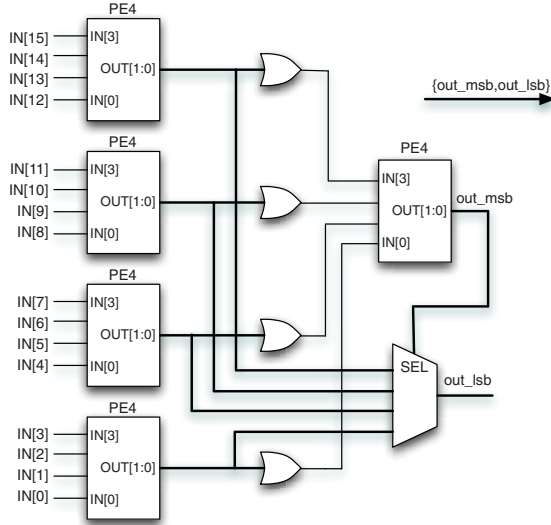 PE4
IN[15]
IN[14]
IN[13]
IN[12]
IN[3]
OUT[1:0]
IN[0]
{out_msb,out_lsb}
PE4
IN[11]
IN[10]
IN[9]
IN[8]
IN[3]
OUT[1:0]
IN[0]
PE4
IN[3]
OUT[1:0]
IN[0]
out_msb
PE4
IN[7]
IN[6]
IN[5]
IN[4]
IN[3]
OUT[1:0]
IN[0]
SEL
out_lsb
PE4
IN[3]
IN[2]
IN[1]
IN[0]
IN[3]
OUT[1:0]
IN[0]